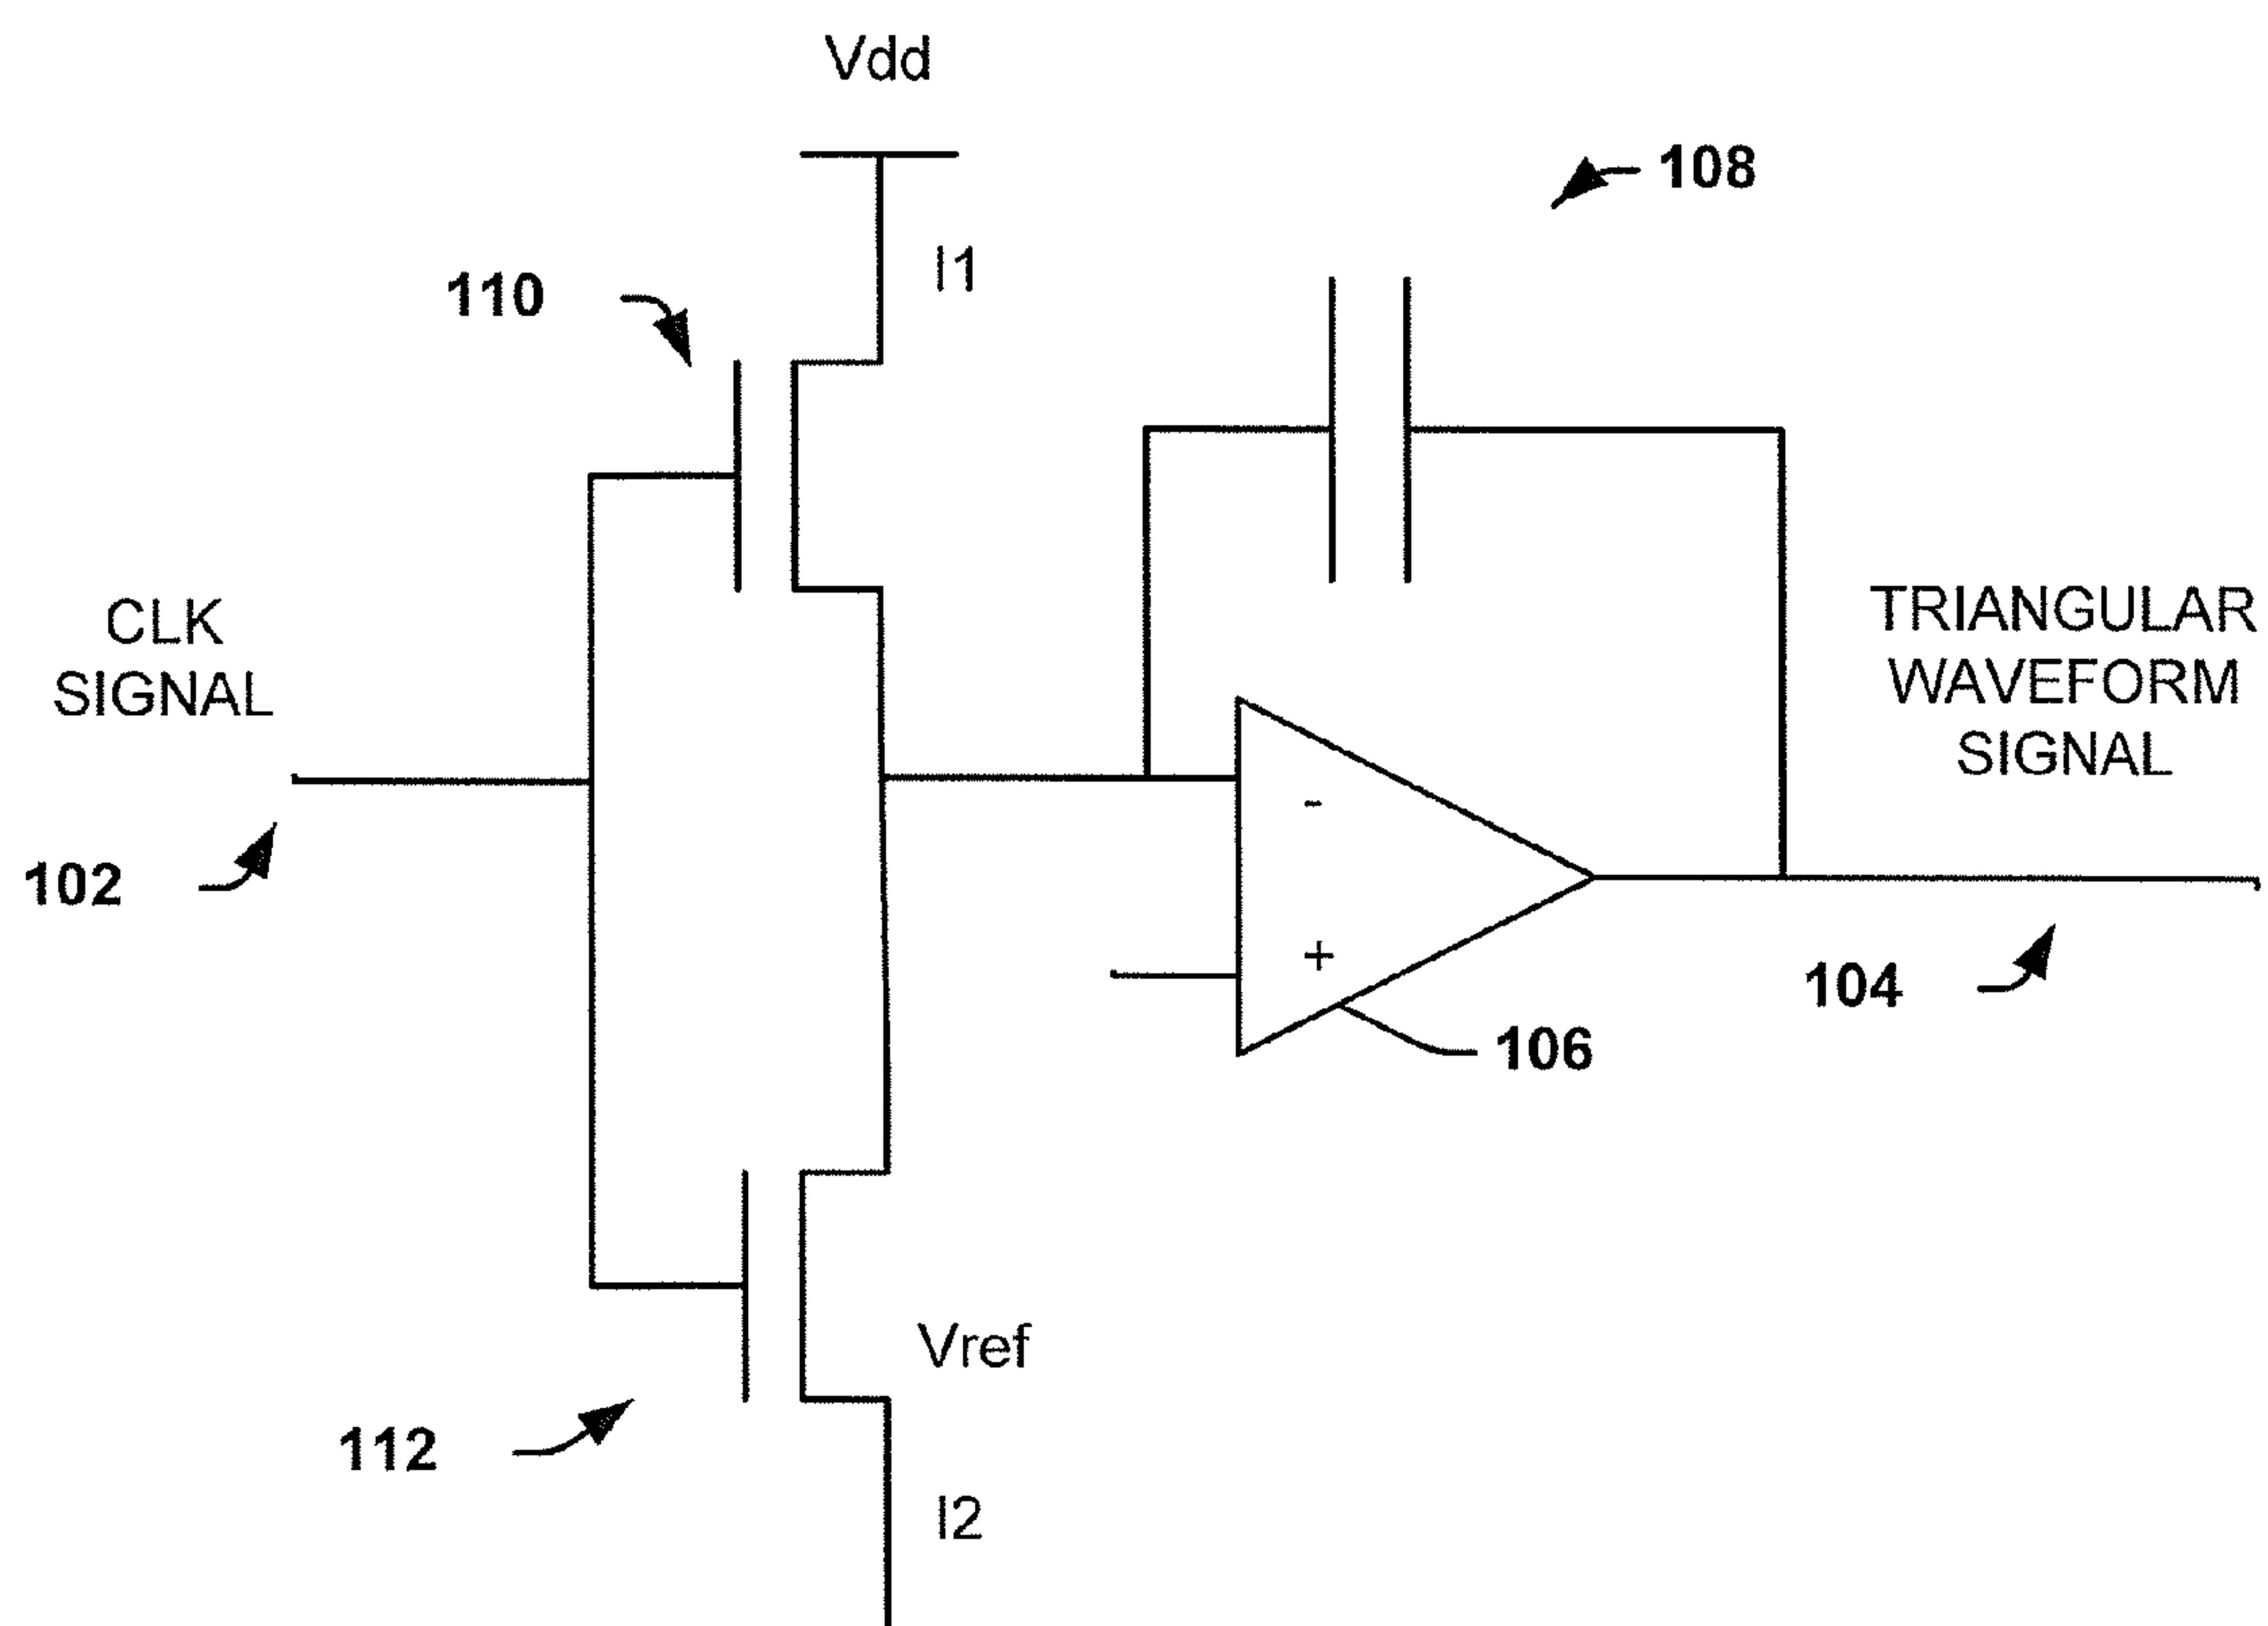 Vdd
108
I1
110
CLK
SIGNAL
TRIANGULAR
WAVEFORM
SIGNAL
-
102
+
104
106
Vref
112
I2